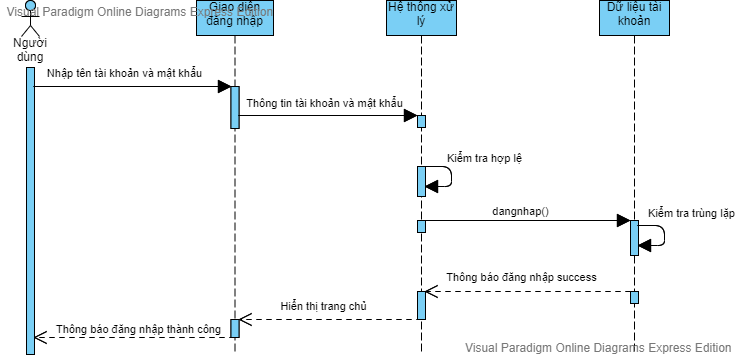 Visual Paradigm Online Diagrams Express Edition
Giao diện
đăng nhập
Hệ thống xử
lý
Dữ liệu tài
khoản
Người
dùng
Nhập tên tài khoản và mật khẩu
Thông tin tài khoản và mật khẩu
Kiểm tra hợp lệ
dangnhap()
Kiểm tra trùng lặp
Thông báo đăng nhập success
Hiển thị trang chủ
Thông báo đăng nhập thành công
Visual Paradigm Online Diagrams Express Edition